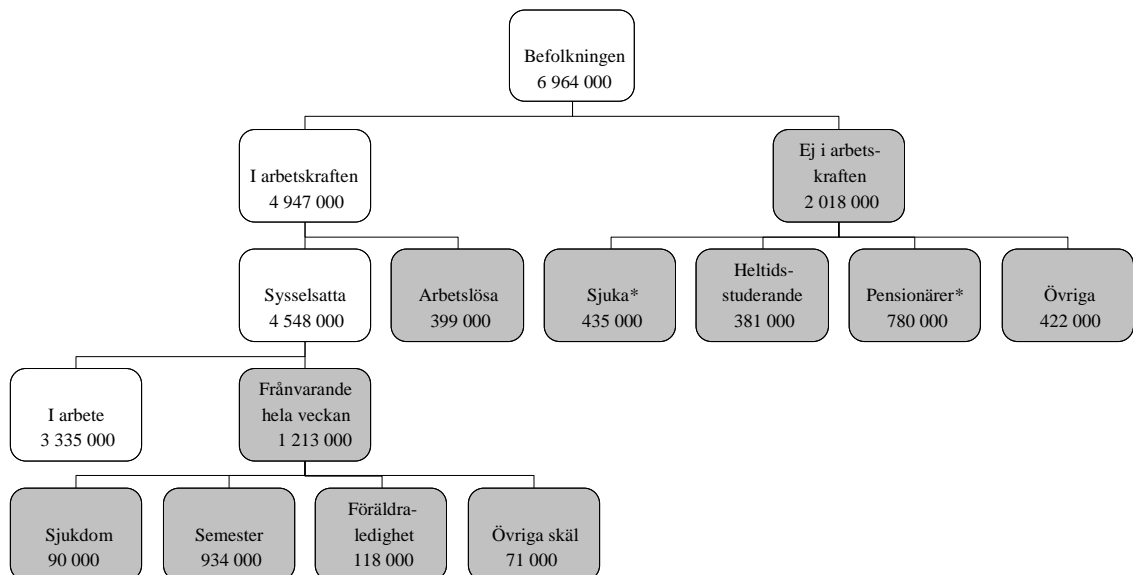 Befolkningen
6 964 000
I arbetskraften
4 947 000
Ej i arbets-
kraften
2 018 000
Sysselsatta
4 548 000
Arbetslösa
399 000
Sjuka*
435 000
Heltids-
studerande
381 000
Pensionärer*
780 000
Övriga
422 000
I arbete
3 335 000
Frånvarande
hela veckan
1 213 000
Sjukdom
90 000
Semester
934 000
Föräldra-
ledighet
118 000
Övriga skäl
71 000